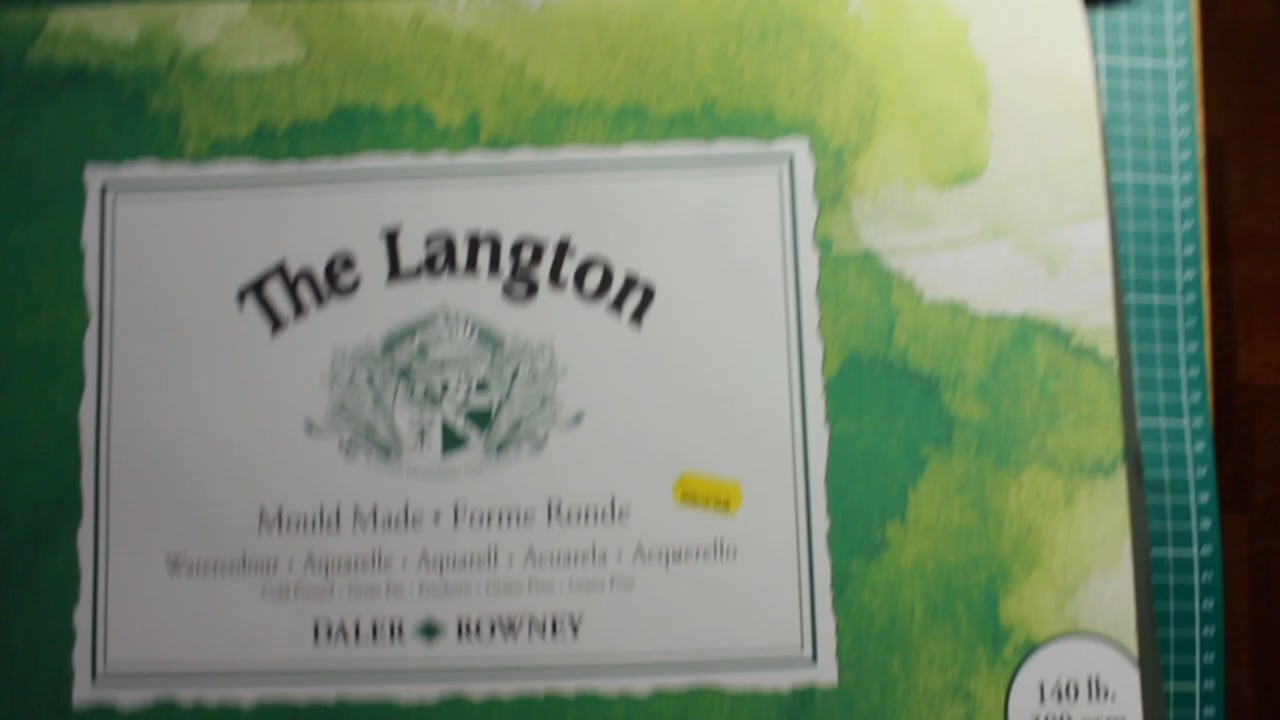 The Langton
Mould Made • Forme Ronde
Watercolour • Aquarelle • Aquarell • Acuarela • Acquerello
DALER ROWNEY
140 lb.